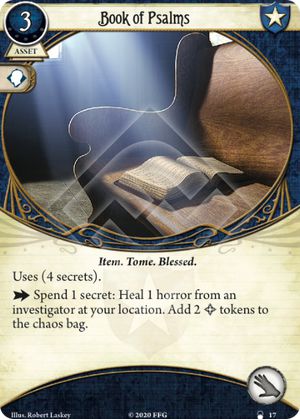 Book of Psalms
3
ASSET
Item. Tome. Blessed.
Uses (4 secrets).
Spend 1 secret: Heal 1 horror from an
investigator at your location. Add 2 tokens to
the chaos bag.
Illus. Robert Laskey
© 2020 FFG
17